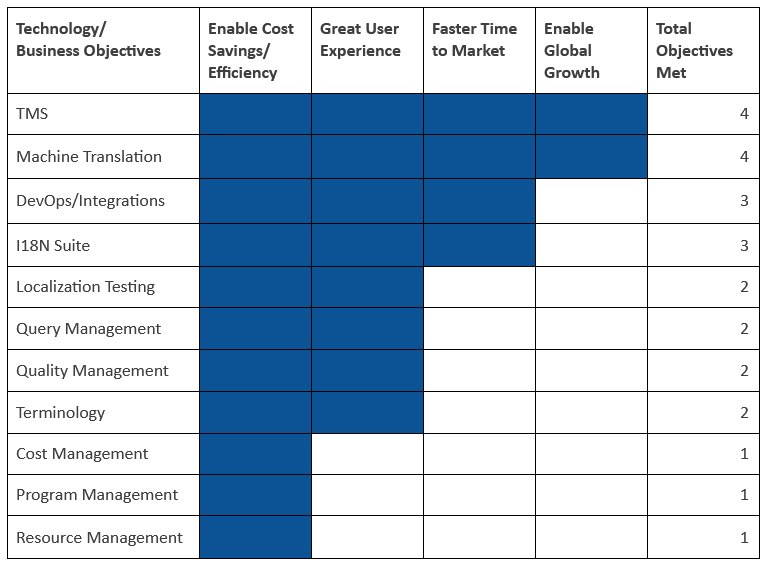 Technology/
Business Objectives
Enable Cost
Savings/
Efficiency
Great User
Experience
Faster Time
to Market
Enable
Global
Growth
Total
Objectives
Met
TMS 4
Machine Translation 4
DevOps/Integrations 3
I18N Suite 3
Localization Testing 2
Query Management 2
Quality Management 2
Terminology 2
Cost Management 1
Program Management 1
Resource Management 1